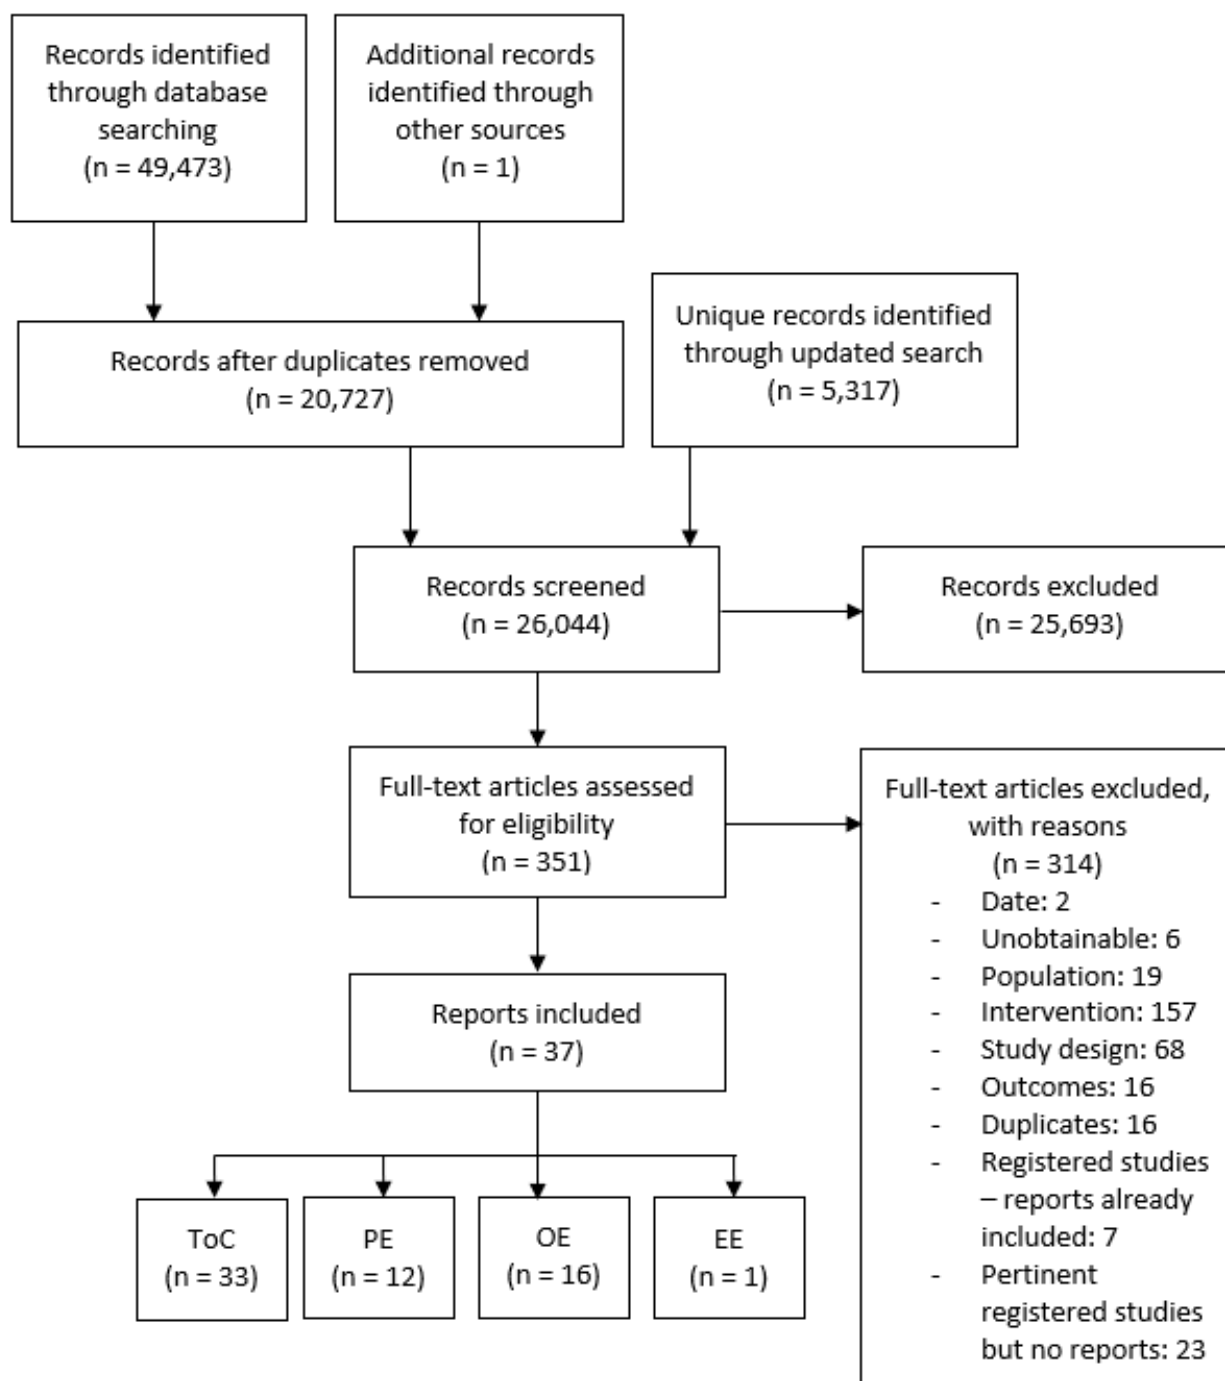 Records identified
through database
searching
(n = 49,473)
Additional records
identified through
other sources
(n = 1)
Records after duplicates removed
(n = 20,727)
Unique records identified
through updated search
(n = 5,317)
Records screened
(n = 26,044)
Records excluded
(n = 25,693)
Full-text articles assessed
for eligibility
(n = 351)
Full-text articles excluded,
with reasons
(n = 314)
- Date: 2
- Unobtainable: 6
- Population: 19
- Intervention: 157
- Study design: 68
- Outcomes: 16
- Duplicates: 16
- Registered studies
– reports already
included: 7
- Pertinent
registered studies
but no reports: 23
Reports included
(n = 37)
ToC
(n = 33)
PE
(n = 12)
OE
(n = 16)
EE
(n = 1)